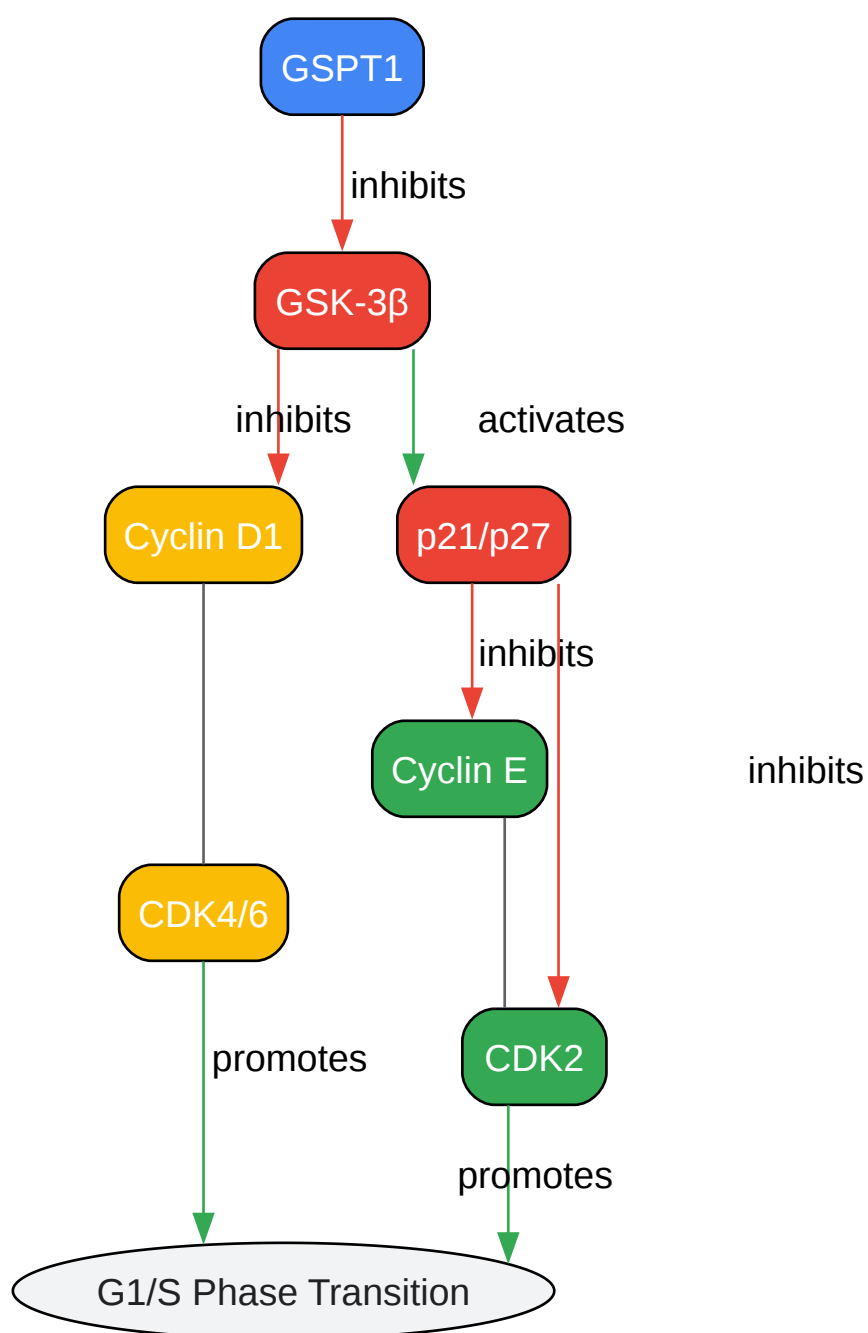 GSPT1
inhibits
GSK-3β
inhibits
activates
Cyclin D1
p21/p27
inhibits
Cyclin E
inhibits
CDK4/6
promotes
CDK2
promotes
G1/S Phase Transition